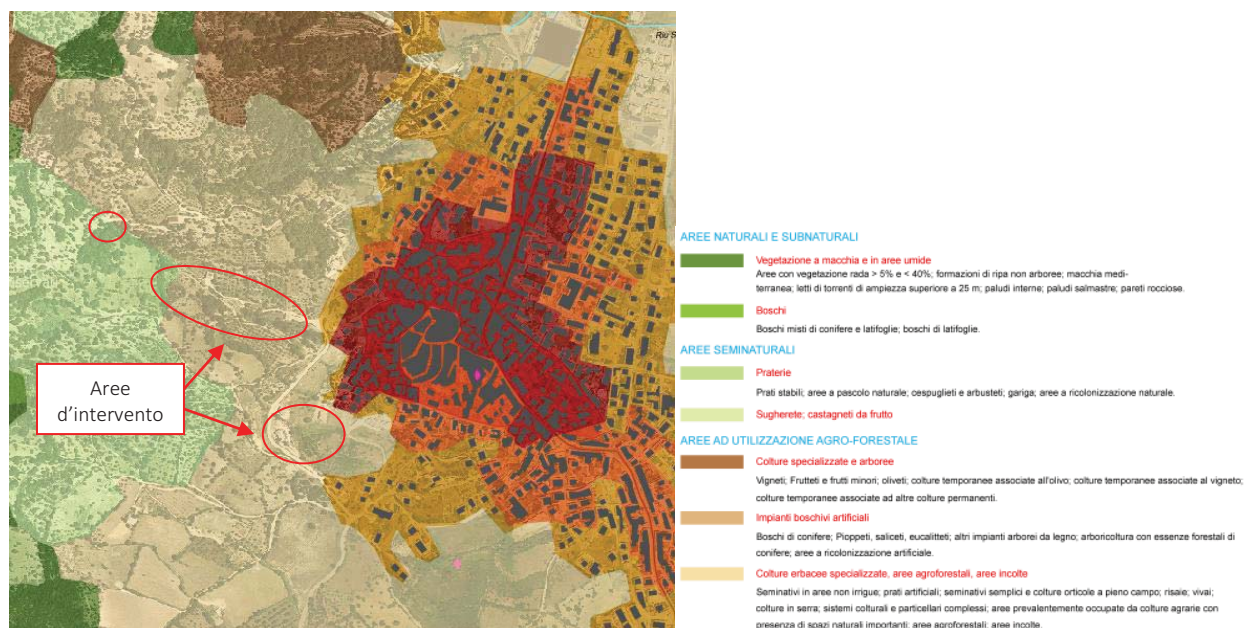 Riu S
Aree
d'intervento
AREE NATURALI E SUBNATURALI
Vegetazione a macchia e in aree umide
Aree con vegetazione rada > 5% e < 40%; formazioni di ripa non arboree; macchia medi-
terranea; letti di torrenti di ampiezza superiore a 25 m; paludi interne; paludi salmastre; pareti rocciose.
Boschi
Boschi misti di conifere e latifoglie; boschi di latifoglie.
AREE SEMINATURALI
Praterie
Prati stabili; aree a pascolo naturale; cespuglieti e arbusteti; gariga; aree a ricolonizzazione naturale.
Sugherete; castagneti da frutto
AREE AD UTILIZZAZIONE AGRO-FORESTALE
Colture specializzate e arboree
Vigneti; Frutteti e frutti minori; oliveti; colture temporanee associate all'olivo; colture temporanee associate al vigneto;
colture temporanee associate ad altre colture permanenti.
Impianti boschivi artificiali
Boschi di conifere; Pioppeti, saliceti, eucalitteti; altri impianti arborei da legno; arboricoltura con essenze forestali di
conifere; aree a ricolonizzazione artificiale.
Colture erbacee specializzate, aree agroforestali, aree incolte
Seminativi in aree non irrigue; prati artificiali; seminativi semplici e colture orticole a pieno campo; risaie; vivai;
colture in serra; sistemi colturali e particellari complessi; aree prevalentemente occupate da colture agrarie con
presenza di spazi naturali importanti; aree agroforestali; aree incolte.